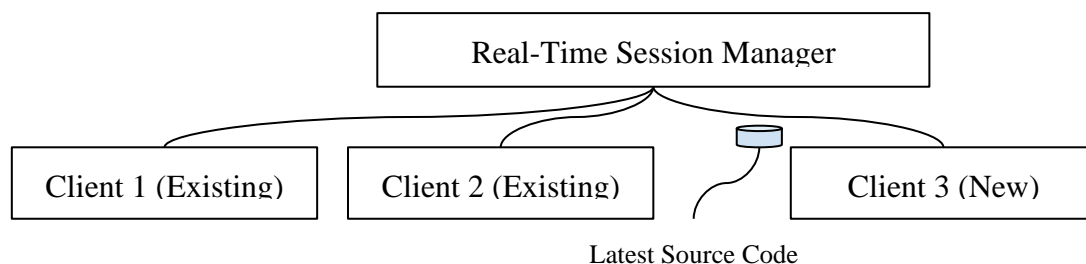 Real-Time Session Manager
Client 1 (Existing)
Client 2 (Existing)
Client 3 (New)
Latest Source Code